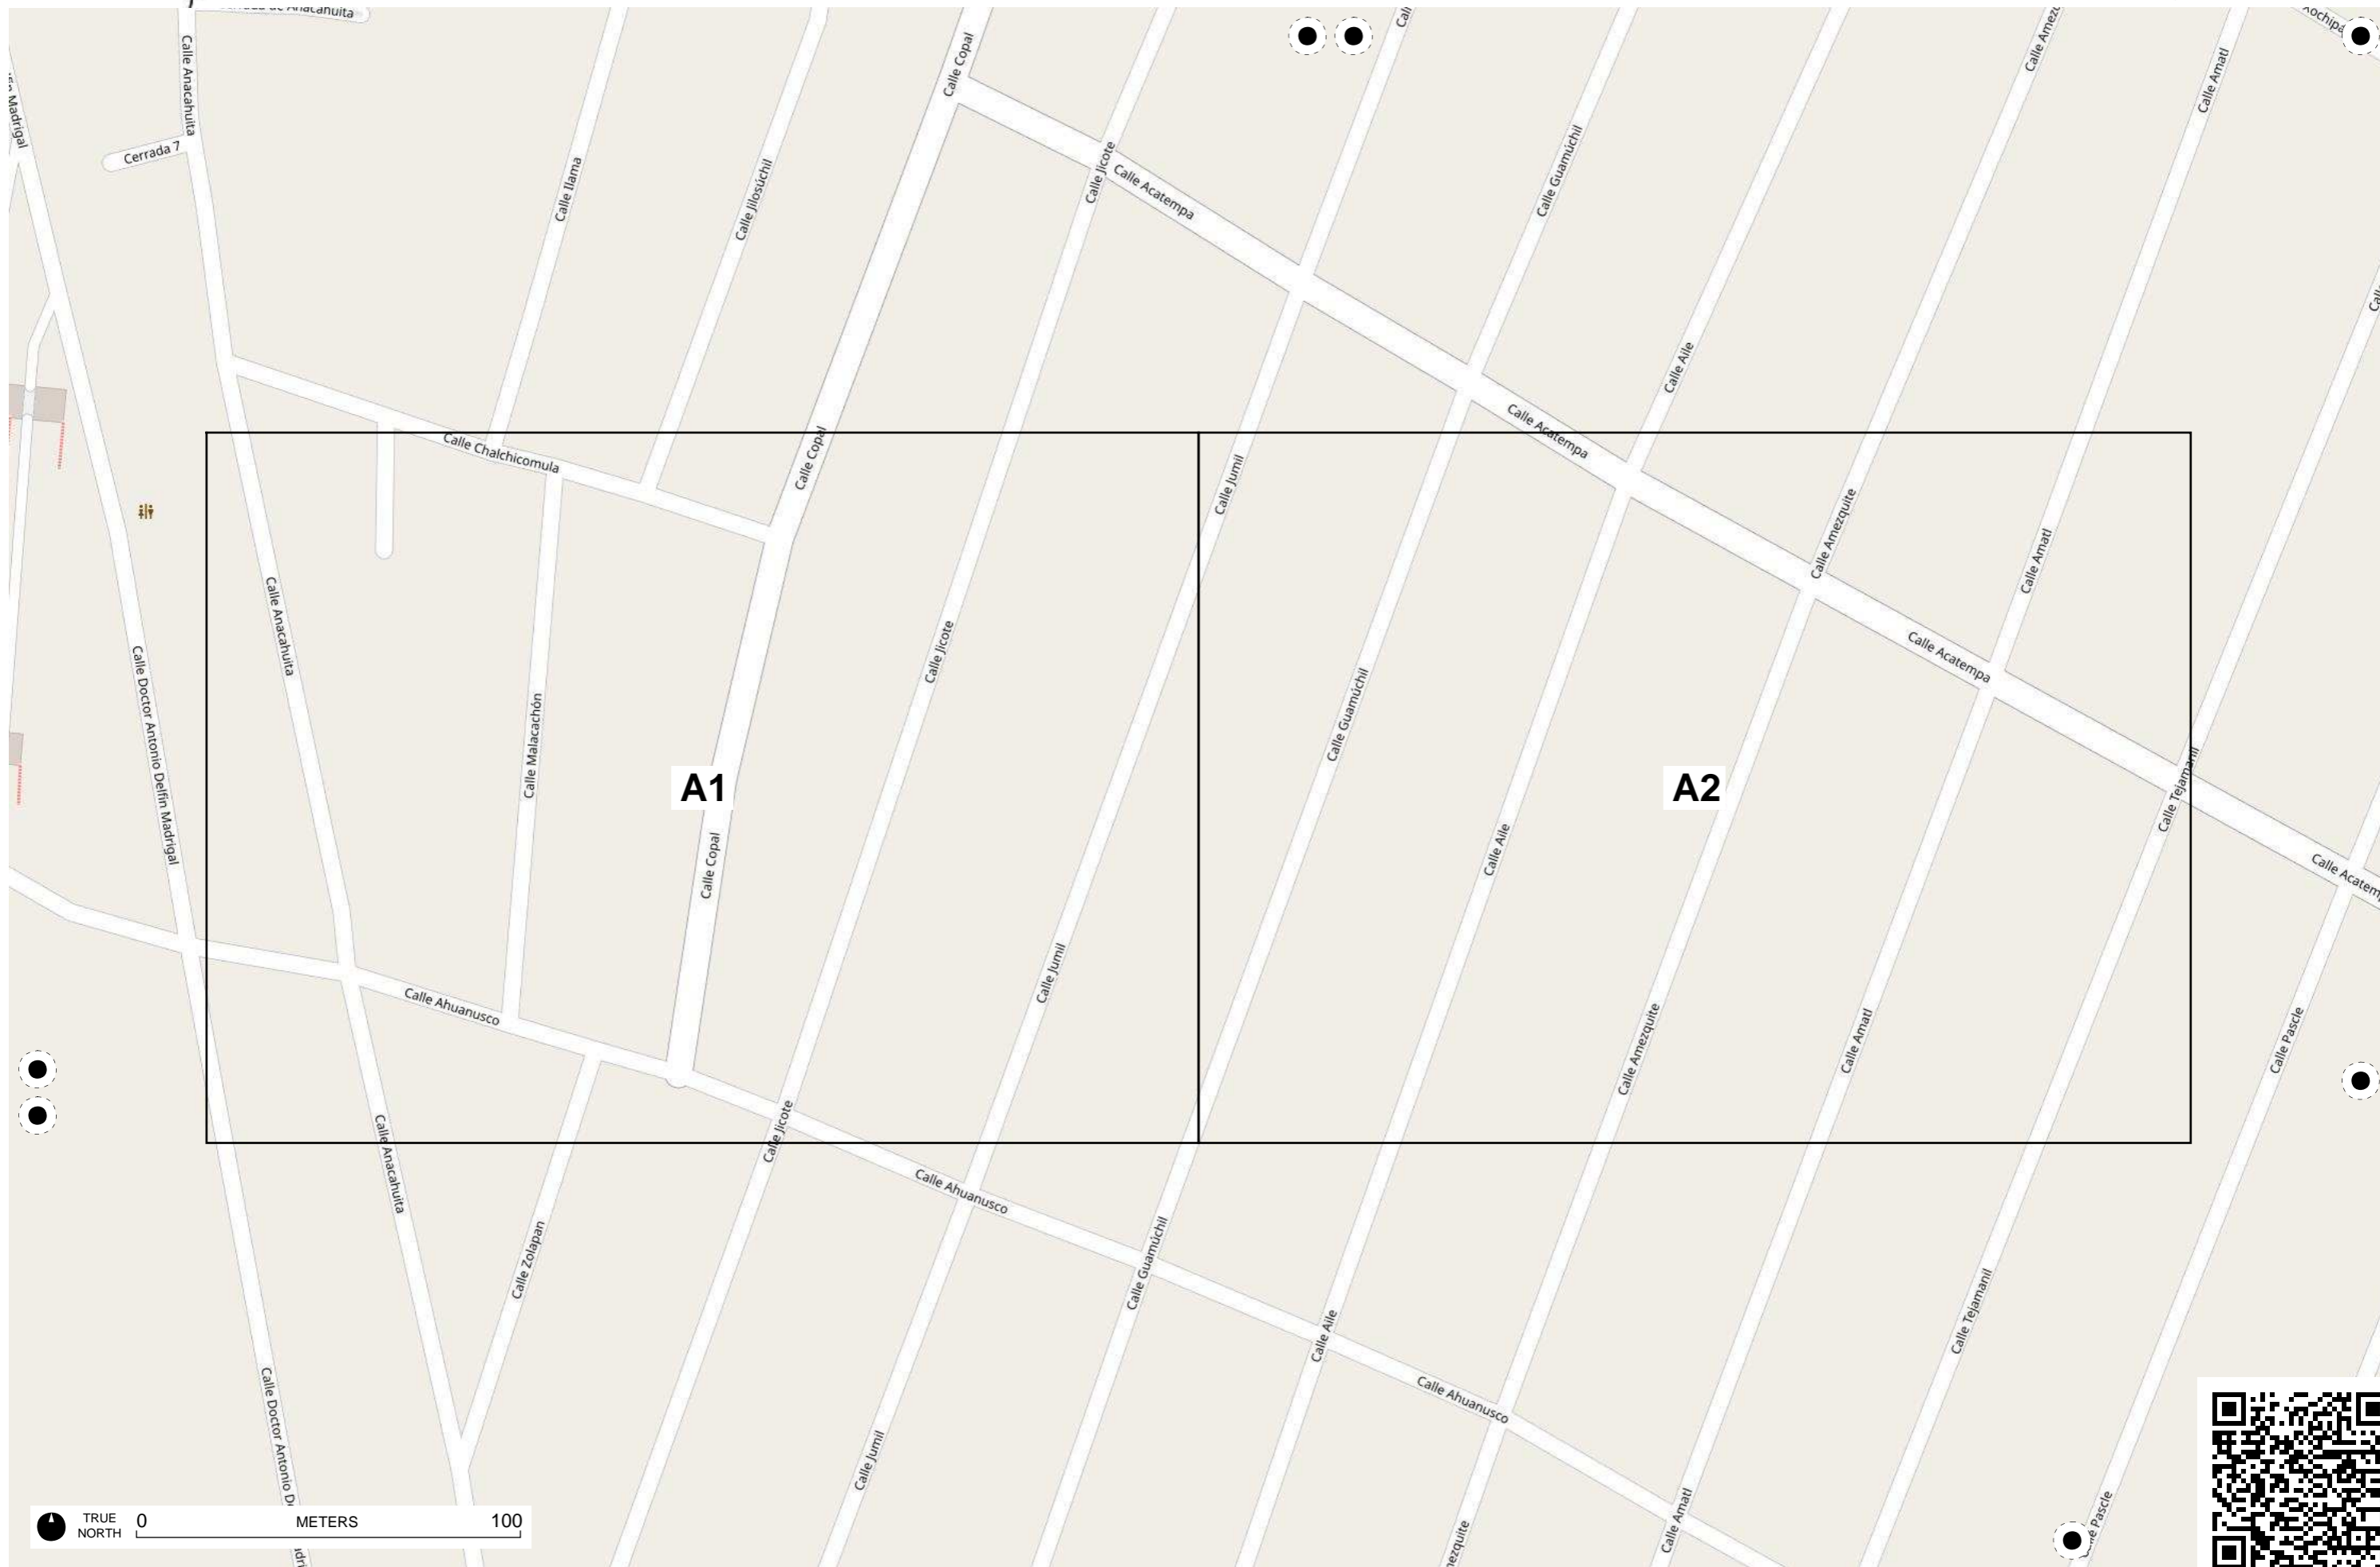 Calle Anacahuita
Cerrada 7
Calle Ilama
Calle Jilosúchil
Calle Copal
Calle Jicote
Calle Acatempa
Calle Guamúchil
Calle Aile
Calle Amatl
Calle Chalchicomula
Calle Copal
Calle Jumil
Calle Acatempa
Calle Amezquite
Calle Amatl
Calle Anacahuita
Calle Doctor Antonio Delfín Madrigal
Calle Malacachón
Calle Jicote
Calle Guamúchil
Calle Acatempa
A1
A2
Calle Copal
Calle Aile
Calle Tejamanil
Calle Jumil
Calle Ahuanusco
Calle Amezquite
Calle Amatl
Calle Pascle
Calle Anacahuita
Calle Jicote
Calle Ahuanusco
Calle Zolapan
Calle Guamúchil
Calle Aile
Calle Tejamanil
Calle Ahuanusco
Calle Doctor Antonio
Calle Jumil
Calle Amatl
Pascle
TRUE
NORTH
0 METERS 100